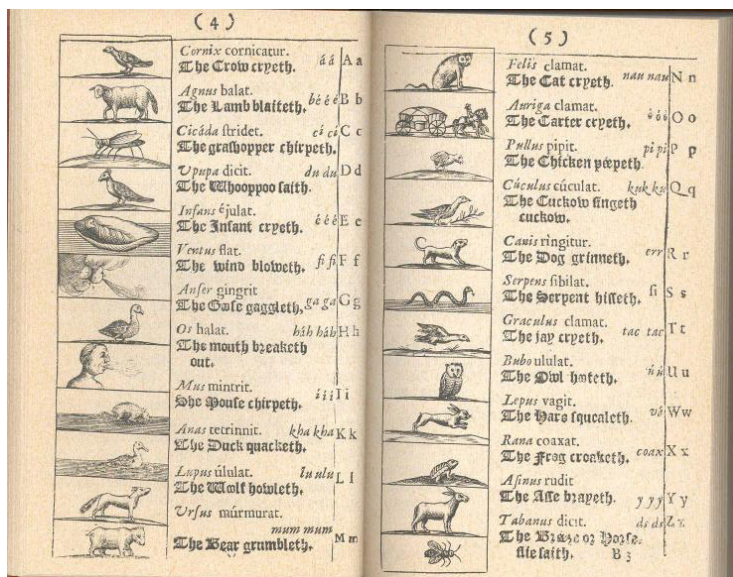 ( 4 )
Cornix cornicatur. á á A a
The Crow cryeth.
Agnus balat. bé é é B b
The Lamb blaiteth.
Cicáda stridet. cí cí C c
The grashopper chirpeth.
Upupa dicit. du du D d
The Whooppoo saith.
Infans éjulat. é é é E e
The Infant cryeth.
Ventus flat. fi fi F f
The wind bloweth.
Anser gingrit ga ga G g
The Goose gaggleth,
Os halat. háh háh H h
The mouth breaketh
out.
Mus mintrit. í í í I i
She Mouse chirpeth.
Anas tetrinnit. kha kha K k
The Duck quacketh.
Lupus úlulat. lu ulu L l
The Wolf howleth.
Ursus múrmurat.
mum mum M m
The Bear grumbleth.
( 5 )
Felis clamat. nau nau N n
The Cat cryeth.
Auriga clamat. ó ó ó O o
The Carter cryeth.
Pullus pipit. pi pi P p
The Chicken peepeth.
Cúculus cúculat. kuk ku Q q
The Cuckow singeth
cuckow.
Canis ringitur. err R r
The Dog grinneth.
Serpens sibilat. si S s
The Serpent hisseth.
Graculus clamat. tac tac T t
The jay cryeth.
Bubo ululat. ú ú U u
The Owl hooteth.
Lepus vagit. vá W w
The Hare squeaketh.
Rana coaxat. coax X x
The Frog croaketh.
Asinus rudit y y y Y y
The Asse brayeth.
Tabanus dicit. ds ds Z z
The Breeze or Horse-
flie saith. B 3